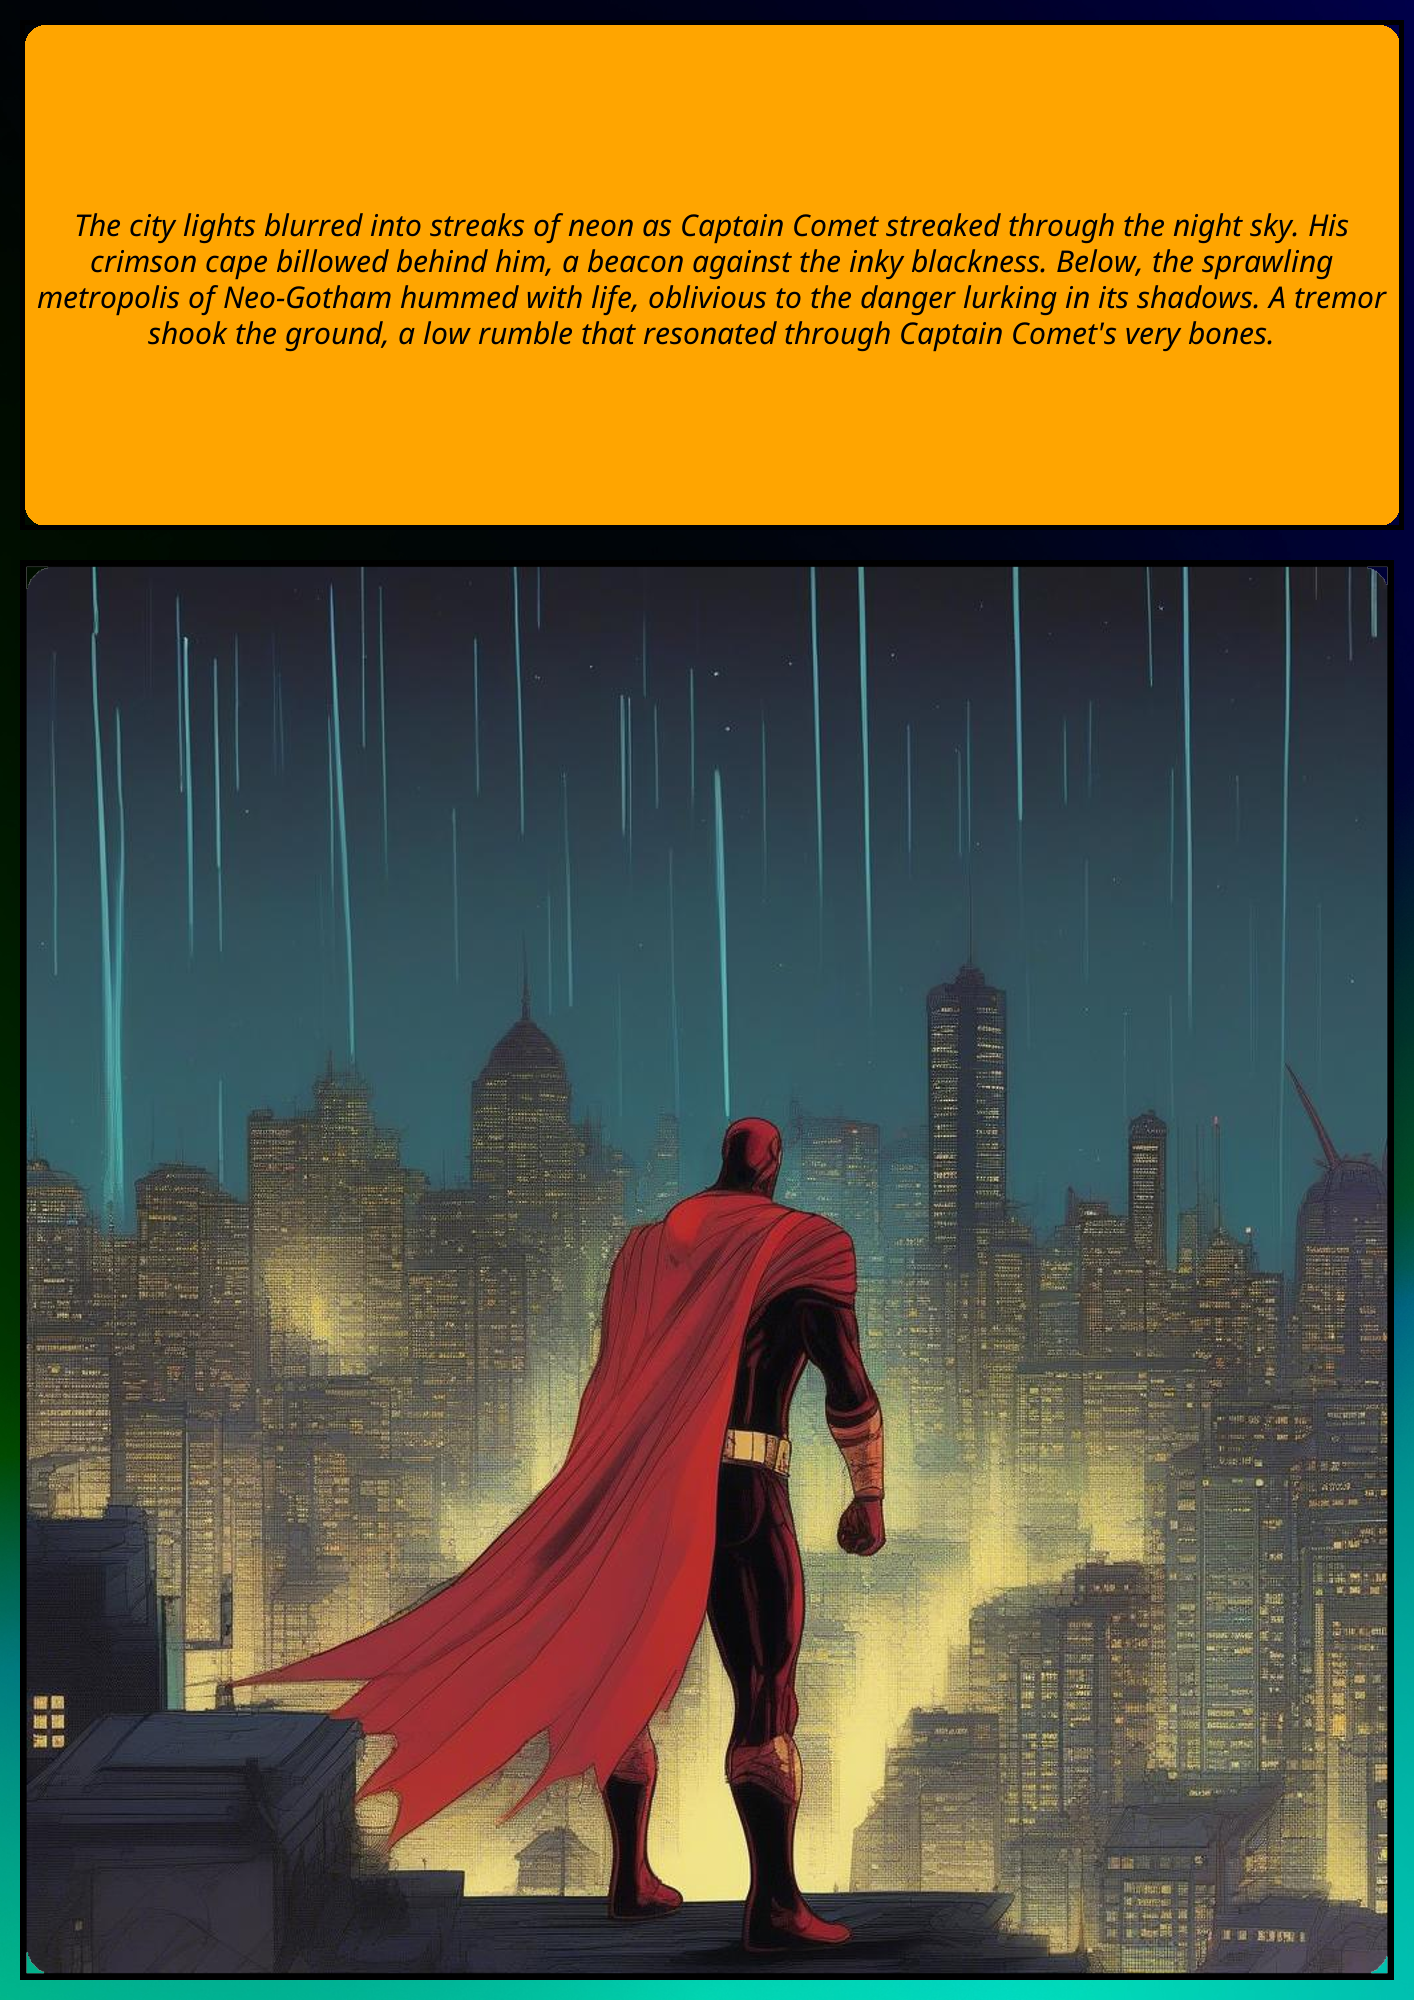 The city lights blurred into streaks of neon as Captain Comet streaked through the night sky. His
crimson cape billowed behind him, a beacon against the inky blackness. Below, the sprawling
metropolis of Neo-Gotham hummed with life, oblivious to the danger lurking in its shadows. A tremor
shook the ground, a low rumble that resonated through Captain Comet's very bones.